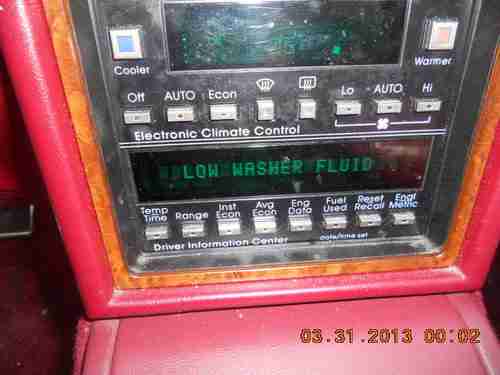 Cooler
Warmer
Off AUTO Econ Lo AUTO Hi
Electronic Climate Control
LOW WASHER FLUID
Temp Time Range Inst Econ Avg Econ Eng Data Fuel Used Reset Recall Engl Metric
Driver Information Center
date/time set
03.31.2013 00:02